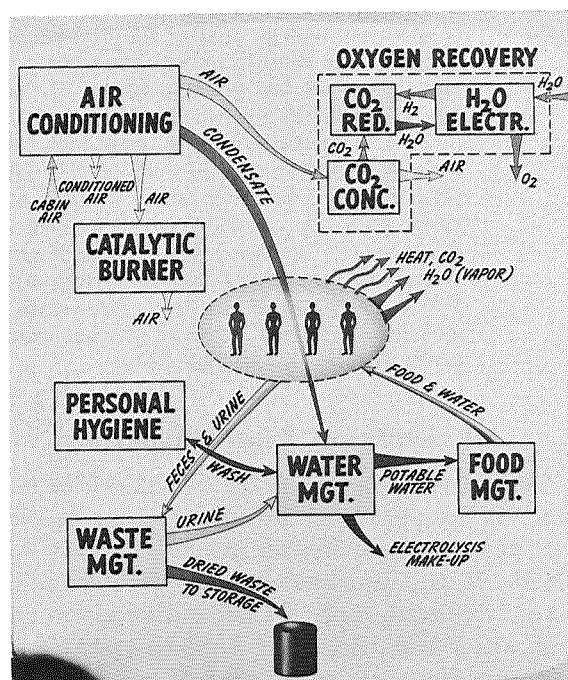 OXYGEN RECOVERY
AIR
CONDITIONING
AIR
CO2
RED.
H2
H2O
H2O
ELECTR.
H2O
CO2
CO2
CONC.
AIR
O2
CONDENSATE
CABIN
AIR
CONDITIONED
AIR
AIR
CATALYTIC
BURNER
AIR
HEAT, CO2
H2O (VAPOR)
PERSONAL
HYGIENE
FECES & URINE
WASH
FOOD & WATER
WATER
MGT.
POTABLE
WATER
FOOD
MGT.
WASTE
MGT.
URINE
ELECTROLYSIS
MAKE-UP
DRIED WASTE
TO STORAGE